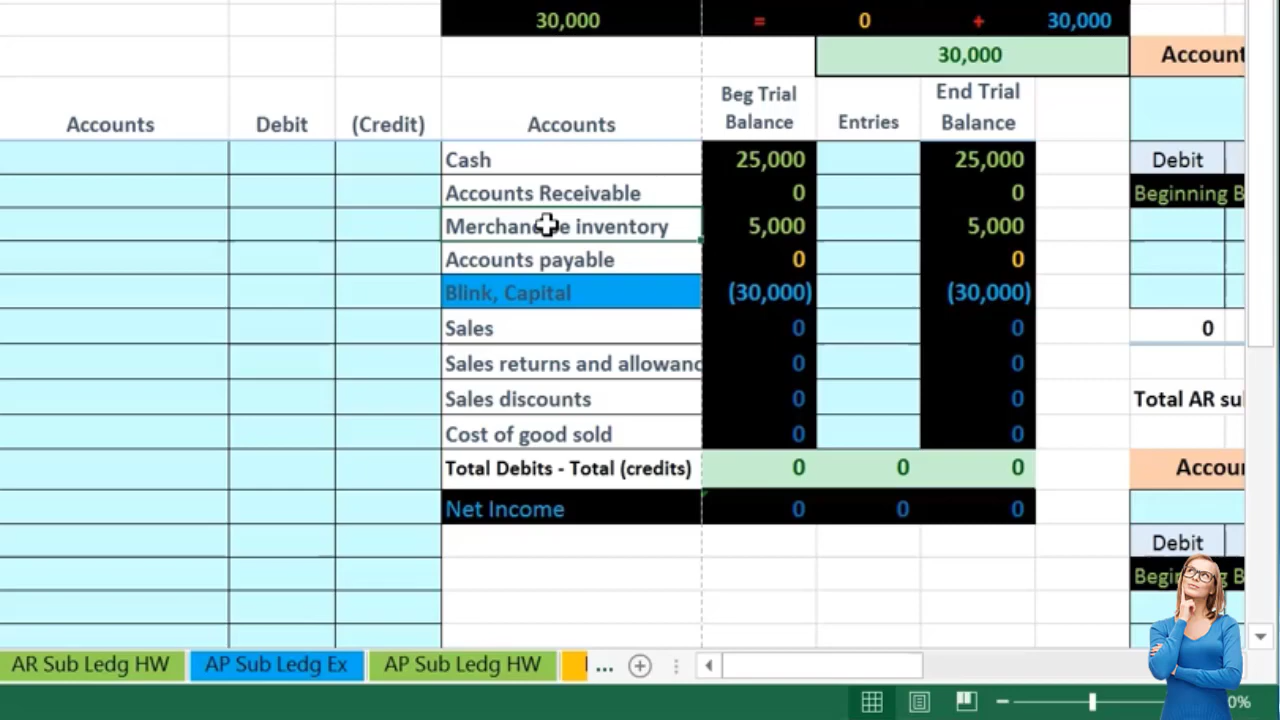 30,000 = 0 + 30,000
30,000 Account
Accounts Debit (Credit) Accounts Beg Trial Balance Entries End Trial Balance
Cash 25,000 25,000 Debit
Accounts Receivable 0 0 Beginning B
Merchan e inventory 5,000 5,000
Accounts payable 0 0
Blink, Capital (30,000) (30,000)
Sales 0 0 0
Sales returns and allowanc 0 0
Sales discounts 0 0 Total AR su
Cost of good sold 0 0
Total Debits - Total (credits) 0 0 0 Accour
Net Income 0 0 0
Debit
B
AR Sub Ledg HW AP Sub Ledg Ex AP Sub Ledg HW ...
0%